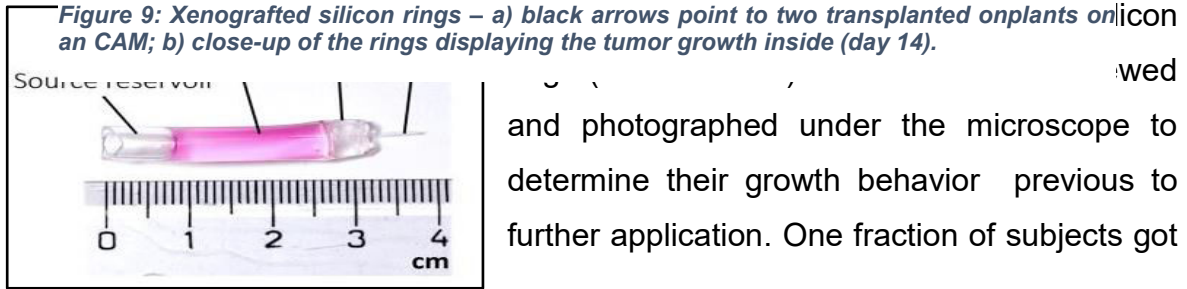 Figure 9: Xenografted silicon rings – a) black arrows point to two transplanted onplants on
an CAM; b) close-up of the rings displaying the tumor growth inside (day 14).
licon
Source reservoir
ewed
and photographed under the microscope to
determine their growth behavior previous to
further application. One fraction of subjects got
0 1 2 3 4
cm